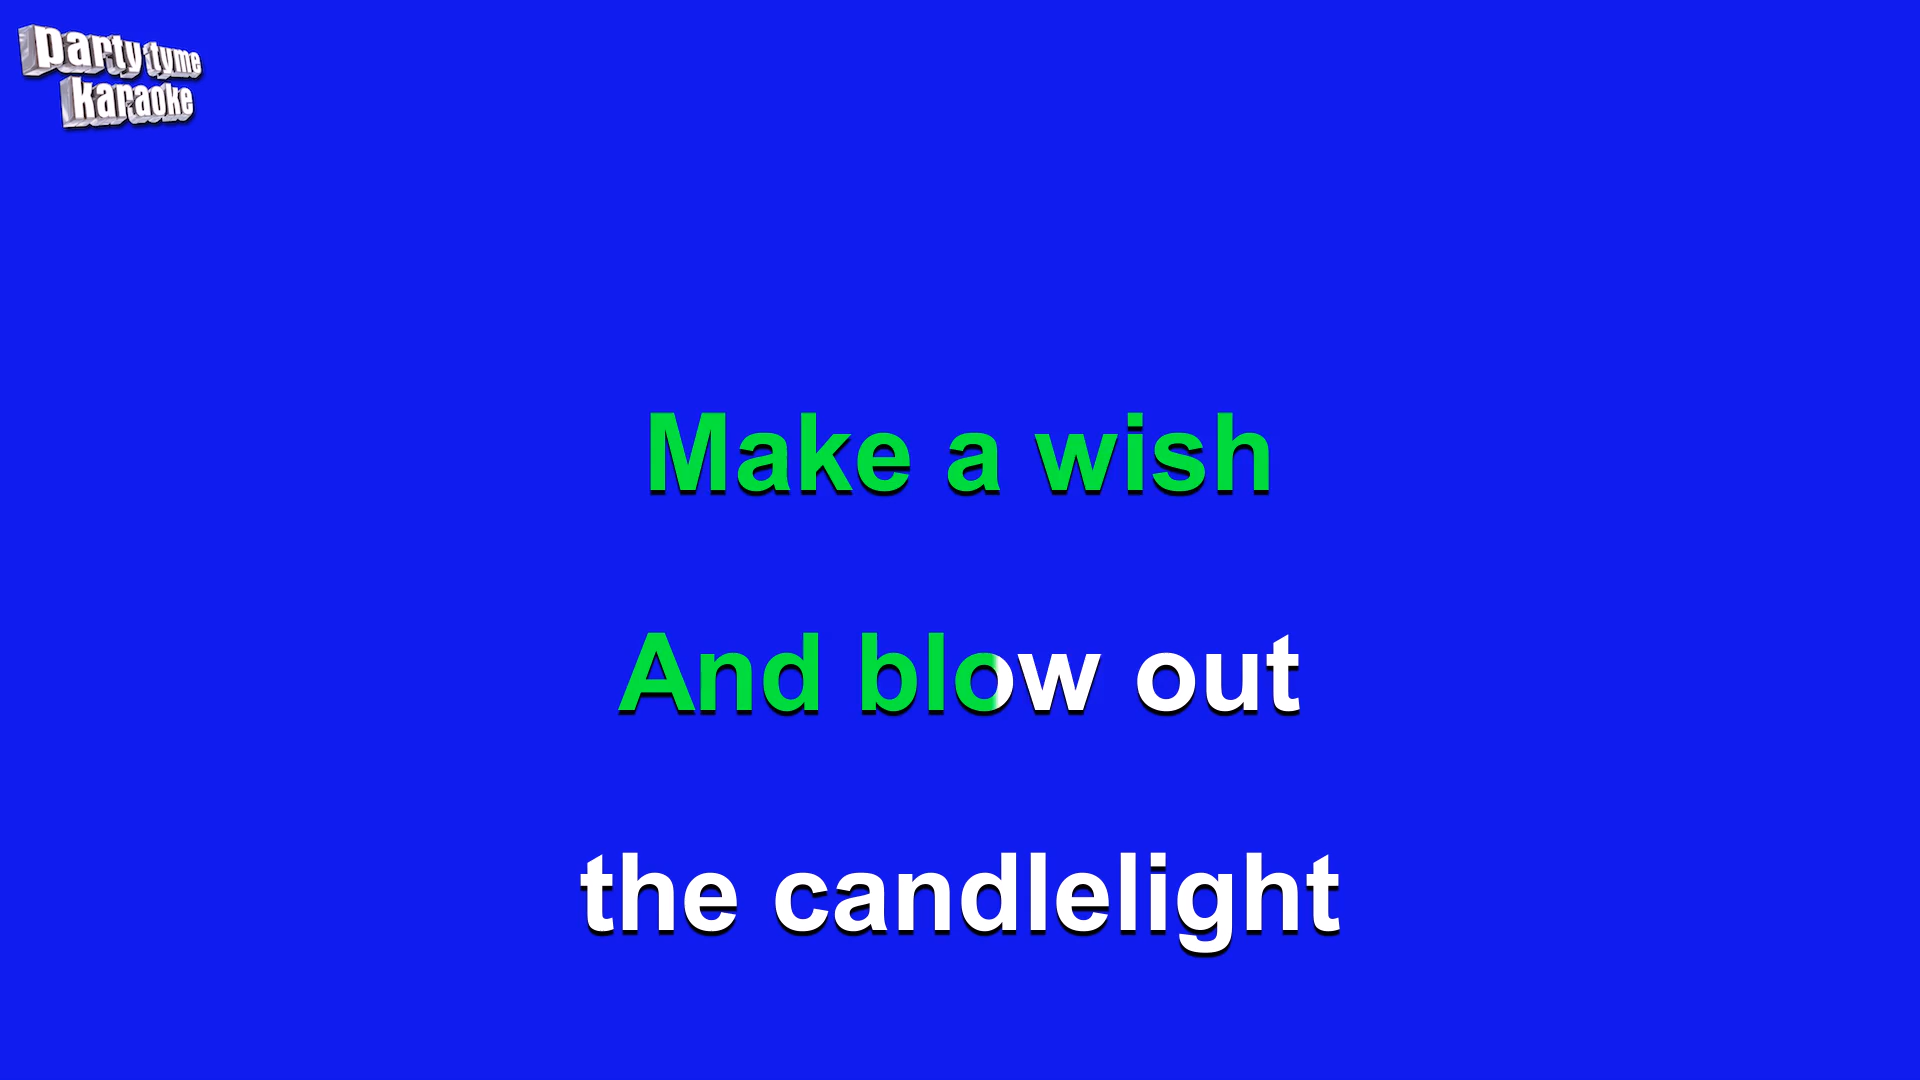 party tyme
karaoke
Make a wish
And blow out
the candlelight